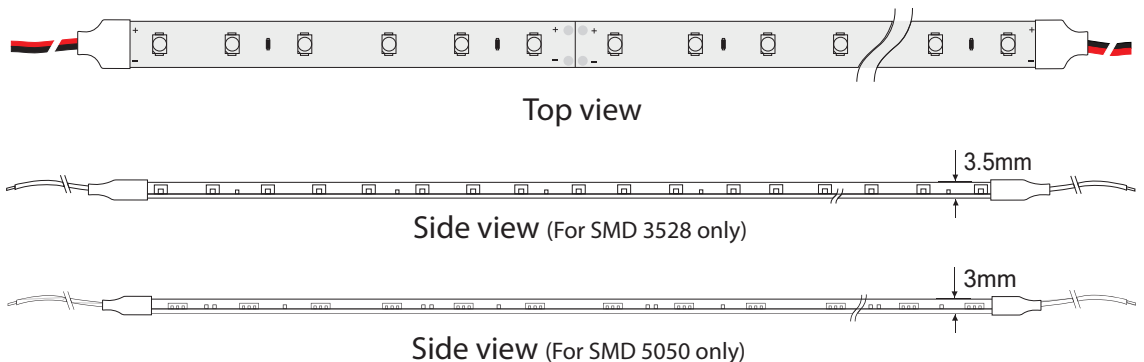 + + + +
- - - -
Top view
3.5mm
Side view (For SMD 3528 only)
3mm
Side view (For SMD 5050 only)